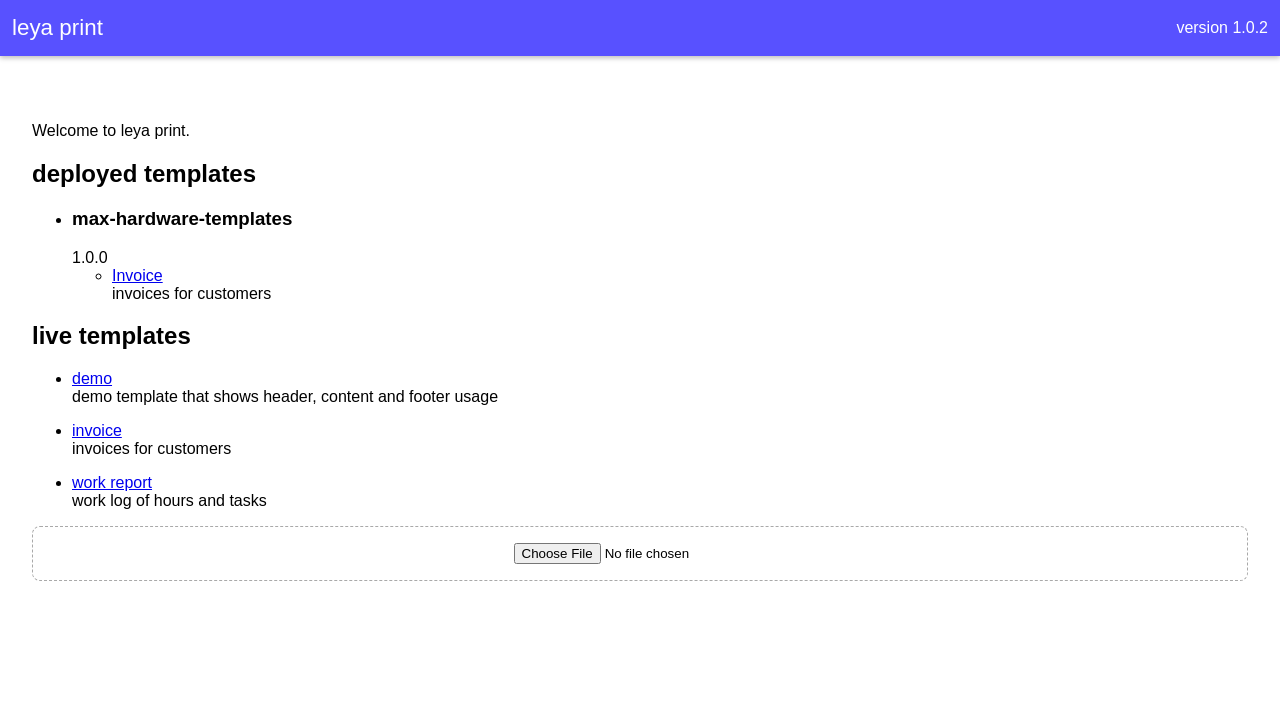 leya print
version 1.0.2
Welcome to leya print.
deployed templates
max-hardware-templates
1.0.0
Invoice
invoices for customers
live templates
demo
demo template that shows header, content and footer usage
invoice
invoices for customers
work report
work log of hours and tasks
Choose File No file chosen